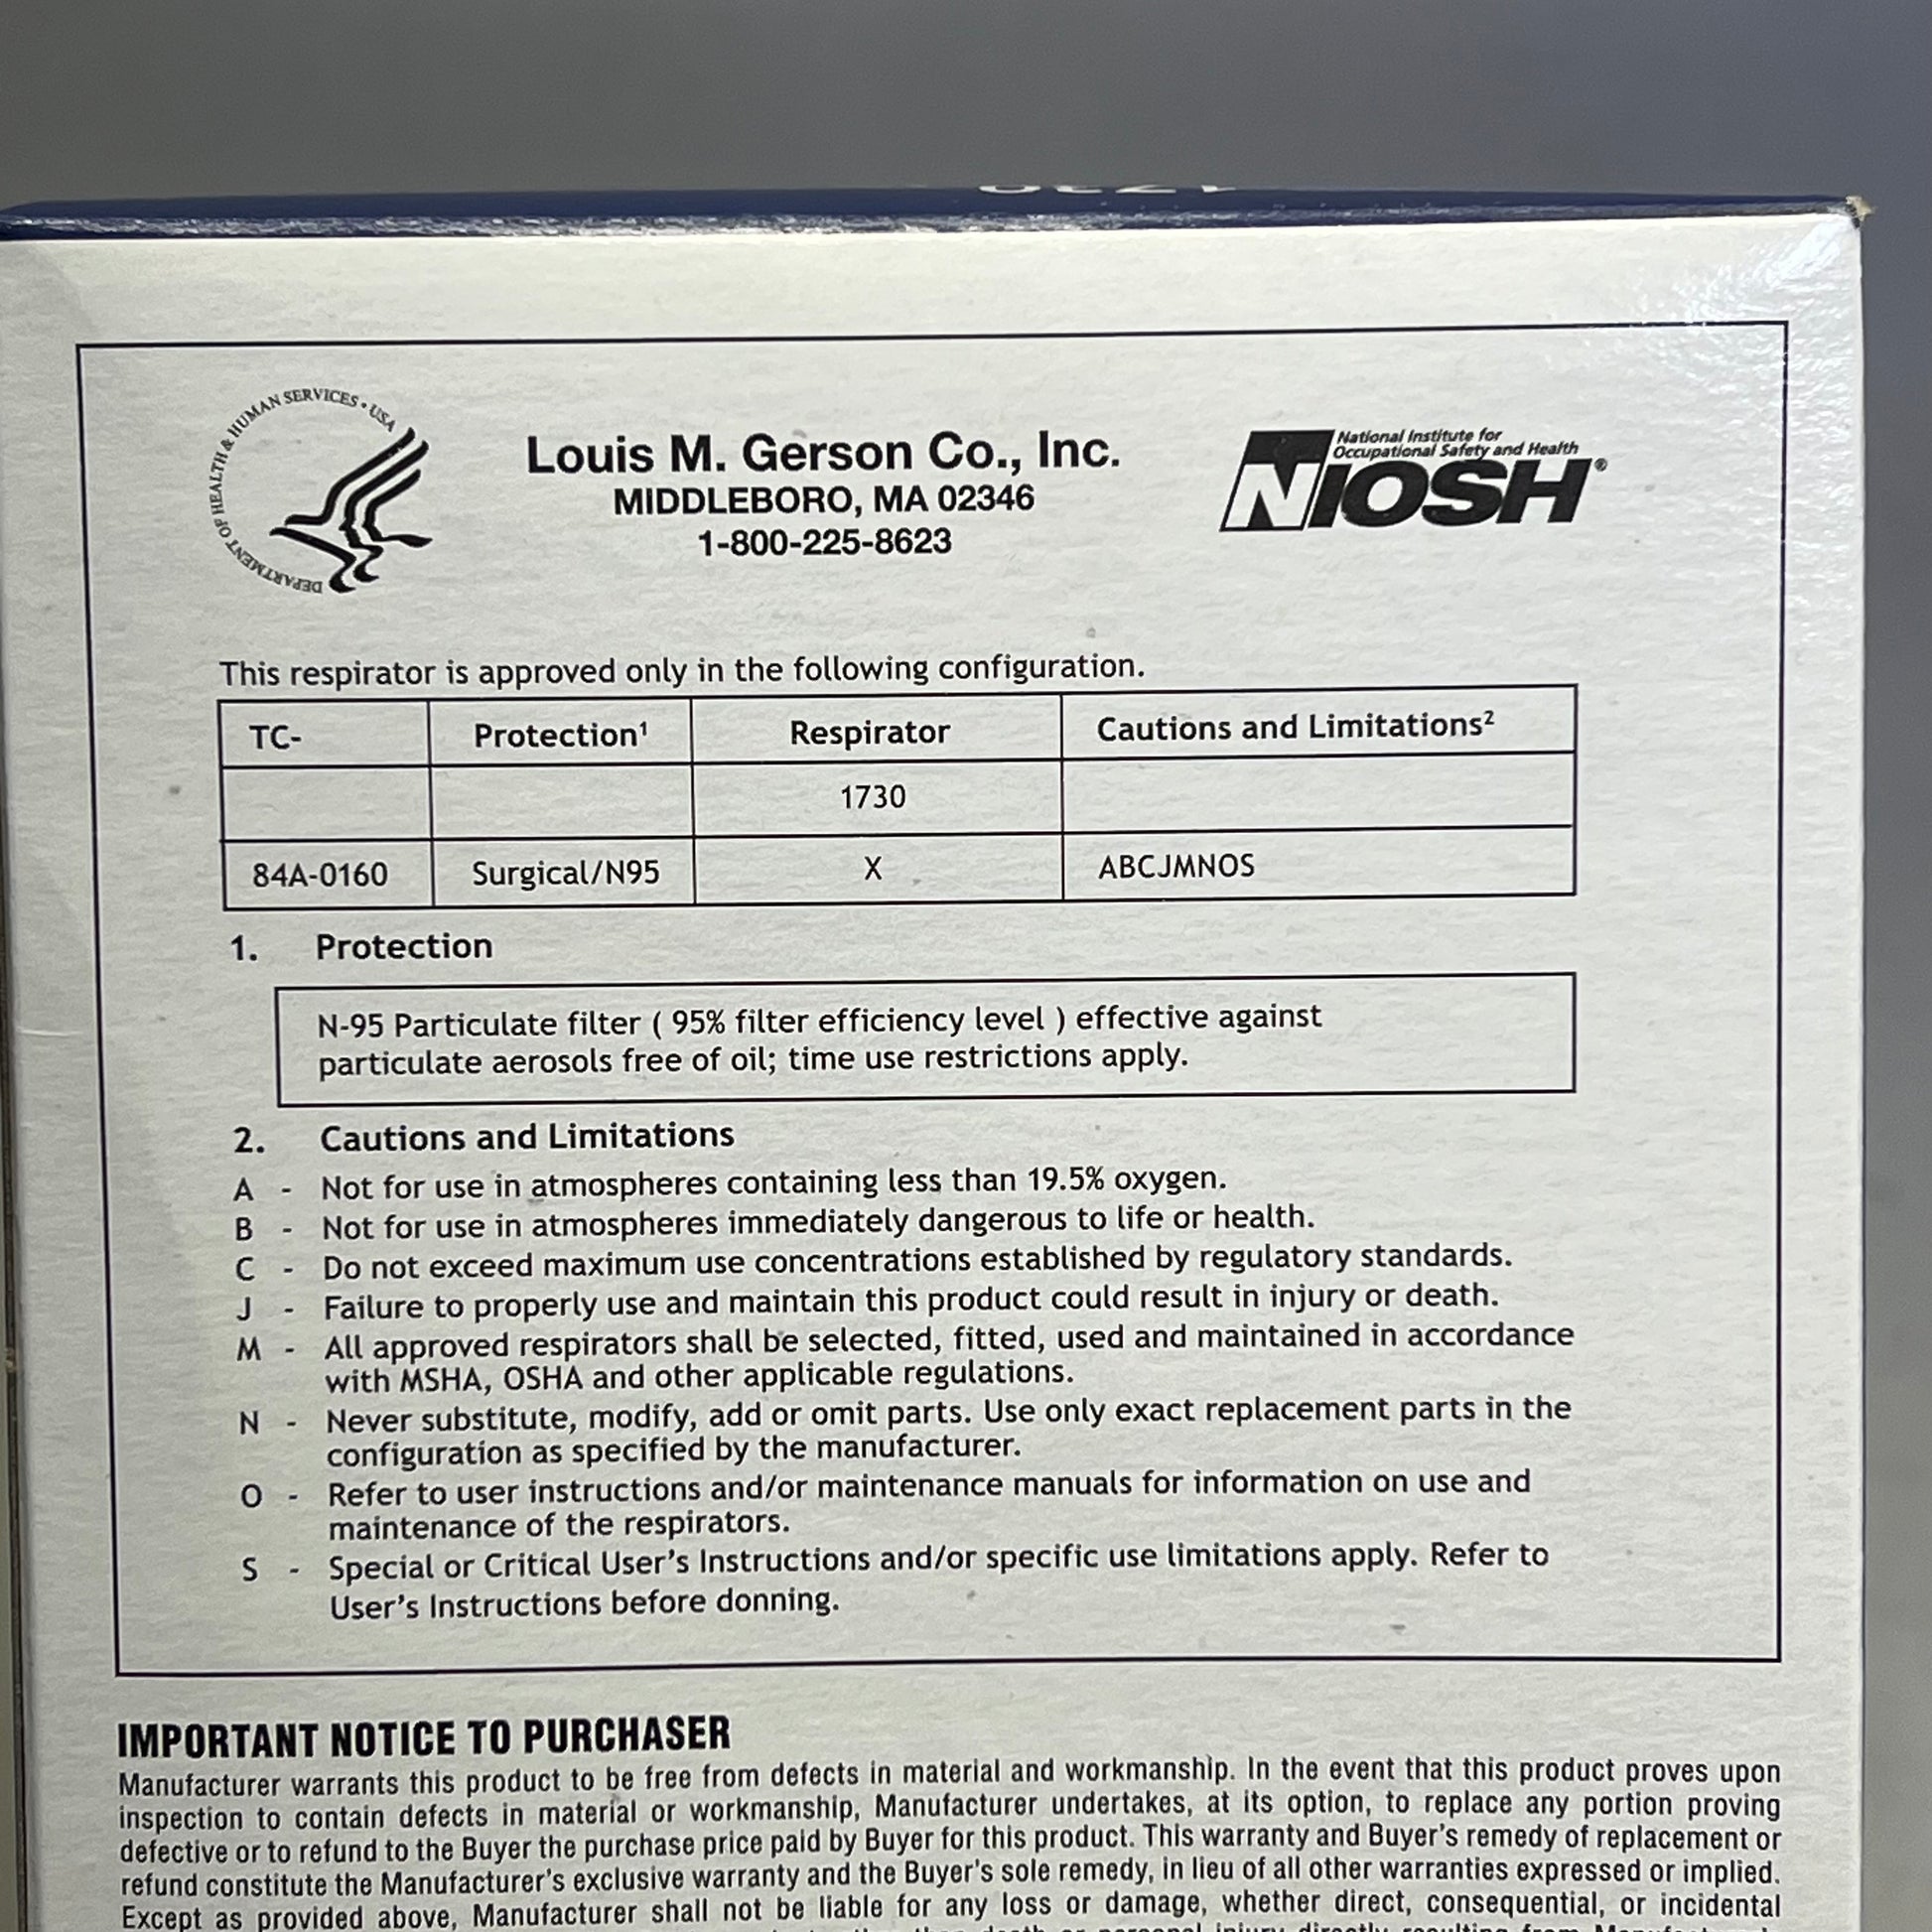 DEPARTMENT OF HEALTH & HUMAN SERVICES • USA
Louis M. Gerson Co., Inc.
MIDDLEBORO, MA 02346
1-800-225-8623
National Institute for
Occupational Safety and Health
NIOSH®
This respirator is approved only in the following configuration.
TC- Protection¹ Respirator Cautions and Limitations²
1730
84A-0160 Surgical/N95 X ABCJMNOS
1. Protection
N-95 Particulate filter ( 95% filter efficiency level ) effective against
particulate aerosols free of oil; time use restrictions apply.
2. Cautions and Limitations
A - Not for use in atmospheres containing less than 19.5% oxygen.
B - Not for use in atmospheres immediately dangerous to life or health.
C - Do not exceed maximum use concentrations established by regulatory standards.
J - Failure to properly use and maintain this product could result in injury or death.
M - All approved respirators shall be selected, fitted, used and maintained in accordance
with MSHA, OSHA and other applicable regulations.
N - Never substitute, modify, add or omit parts. Use only exact replacement parts in the
configuration as specified by the manufacturer.
O - Refer to user instructions and/or maintenance manuals for information on use and
maintenance of the respirators.
S - Special or Critical User's Instructions and/or specific use limitations apply. Refer to
User's Instructions before donning.
IMPORTANT NOTICE TO PURCHASER
Manufacturer warrants this product to be free from defects in material and workmanship. In the event that this product proves upon
inspection to contain defects in material or workmanship, Manufacturer undertakes, at its option, to replace any portion proving
defective or to refund to the Buyer the purchase price paid by Buyer for this product. This warranty and Buyer's remedy of replacement or
refund constitute the Manufacturer's exclusive warranty and the Buyer's sole remedy, in lieu of all other warranties expressed or implied.
Except as provided above, Manufacturer shall not be liable for any loss or damage, whether direct, consequential, or incidental